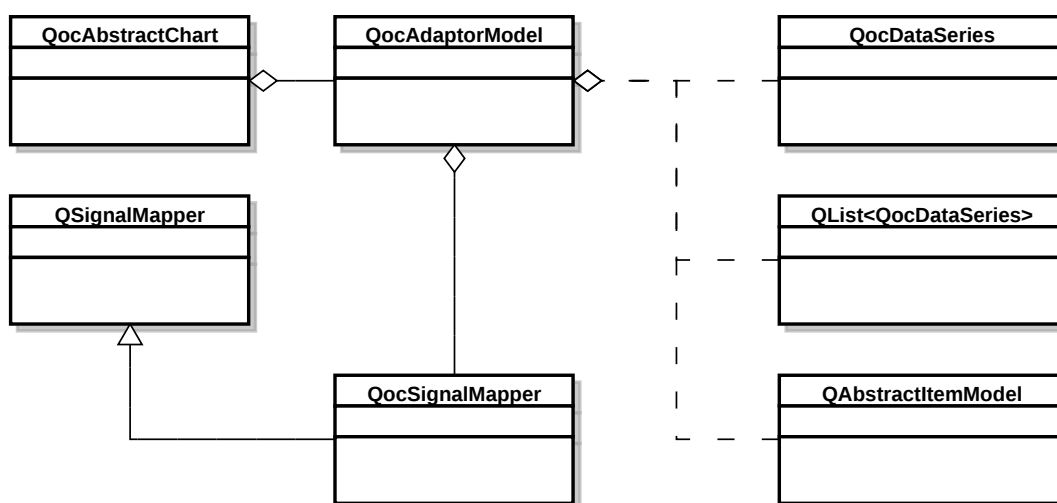 QocAbstractChart
QocAdaptorModel
QocDataSeries
QSignalMapper
QList<QocDataSeries>
QocSignalMapper
QAbstractItemModel